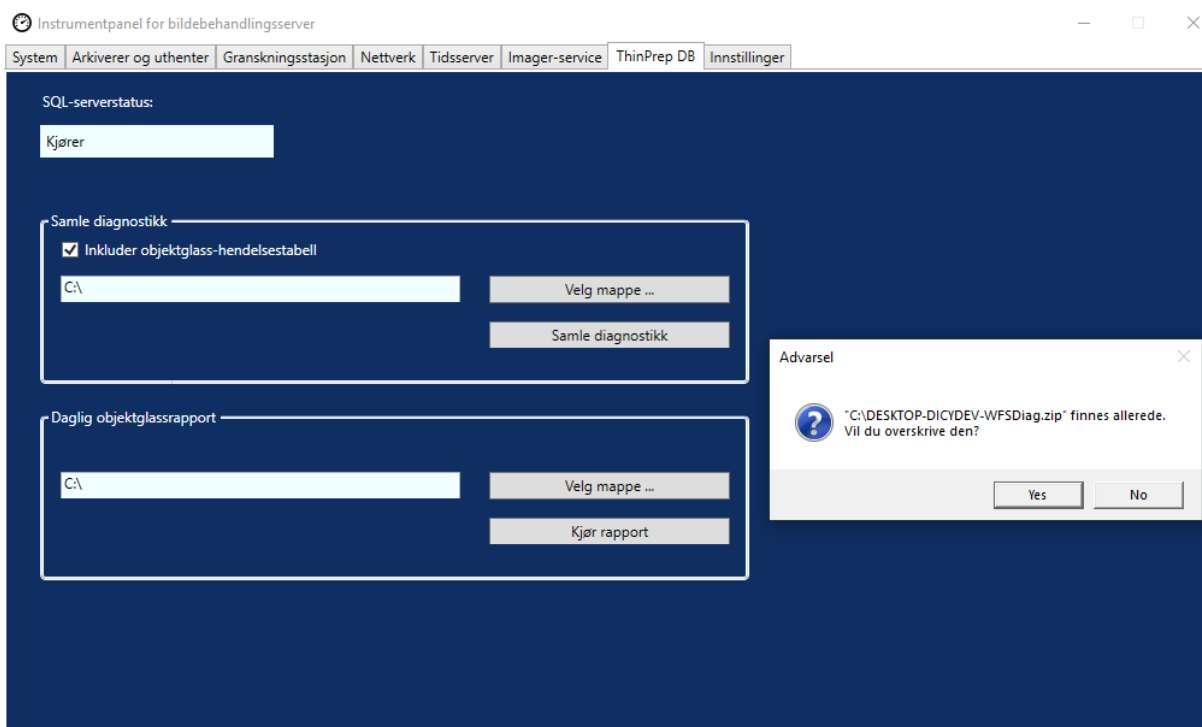 Instrumentpanel for bildebehandlingsserver
System Arkiverer og uthenter Granskningsstasjon Nettverk Tidsserver Imager-service ThinPrep DB Innstillinger
SQL-serverstatus:
Kjører
Samle diagnostikk
Inkluder objektglass-hendelsestabell
C:\ Velg mappe ...
Samle diagnostikk
Daglig objektglassrapport
C:\ Velg mappe ...
Kjør rapport
Advarsel
"C:\DESKTOP-DICYDEV-WFSDiag.zip" finnes allerede.
Vil du overskrive den?
Yes No